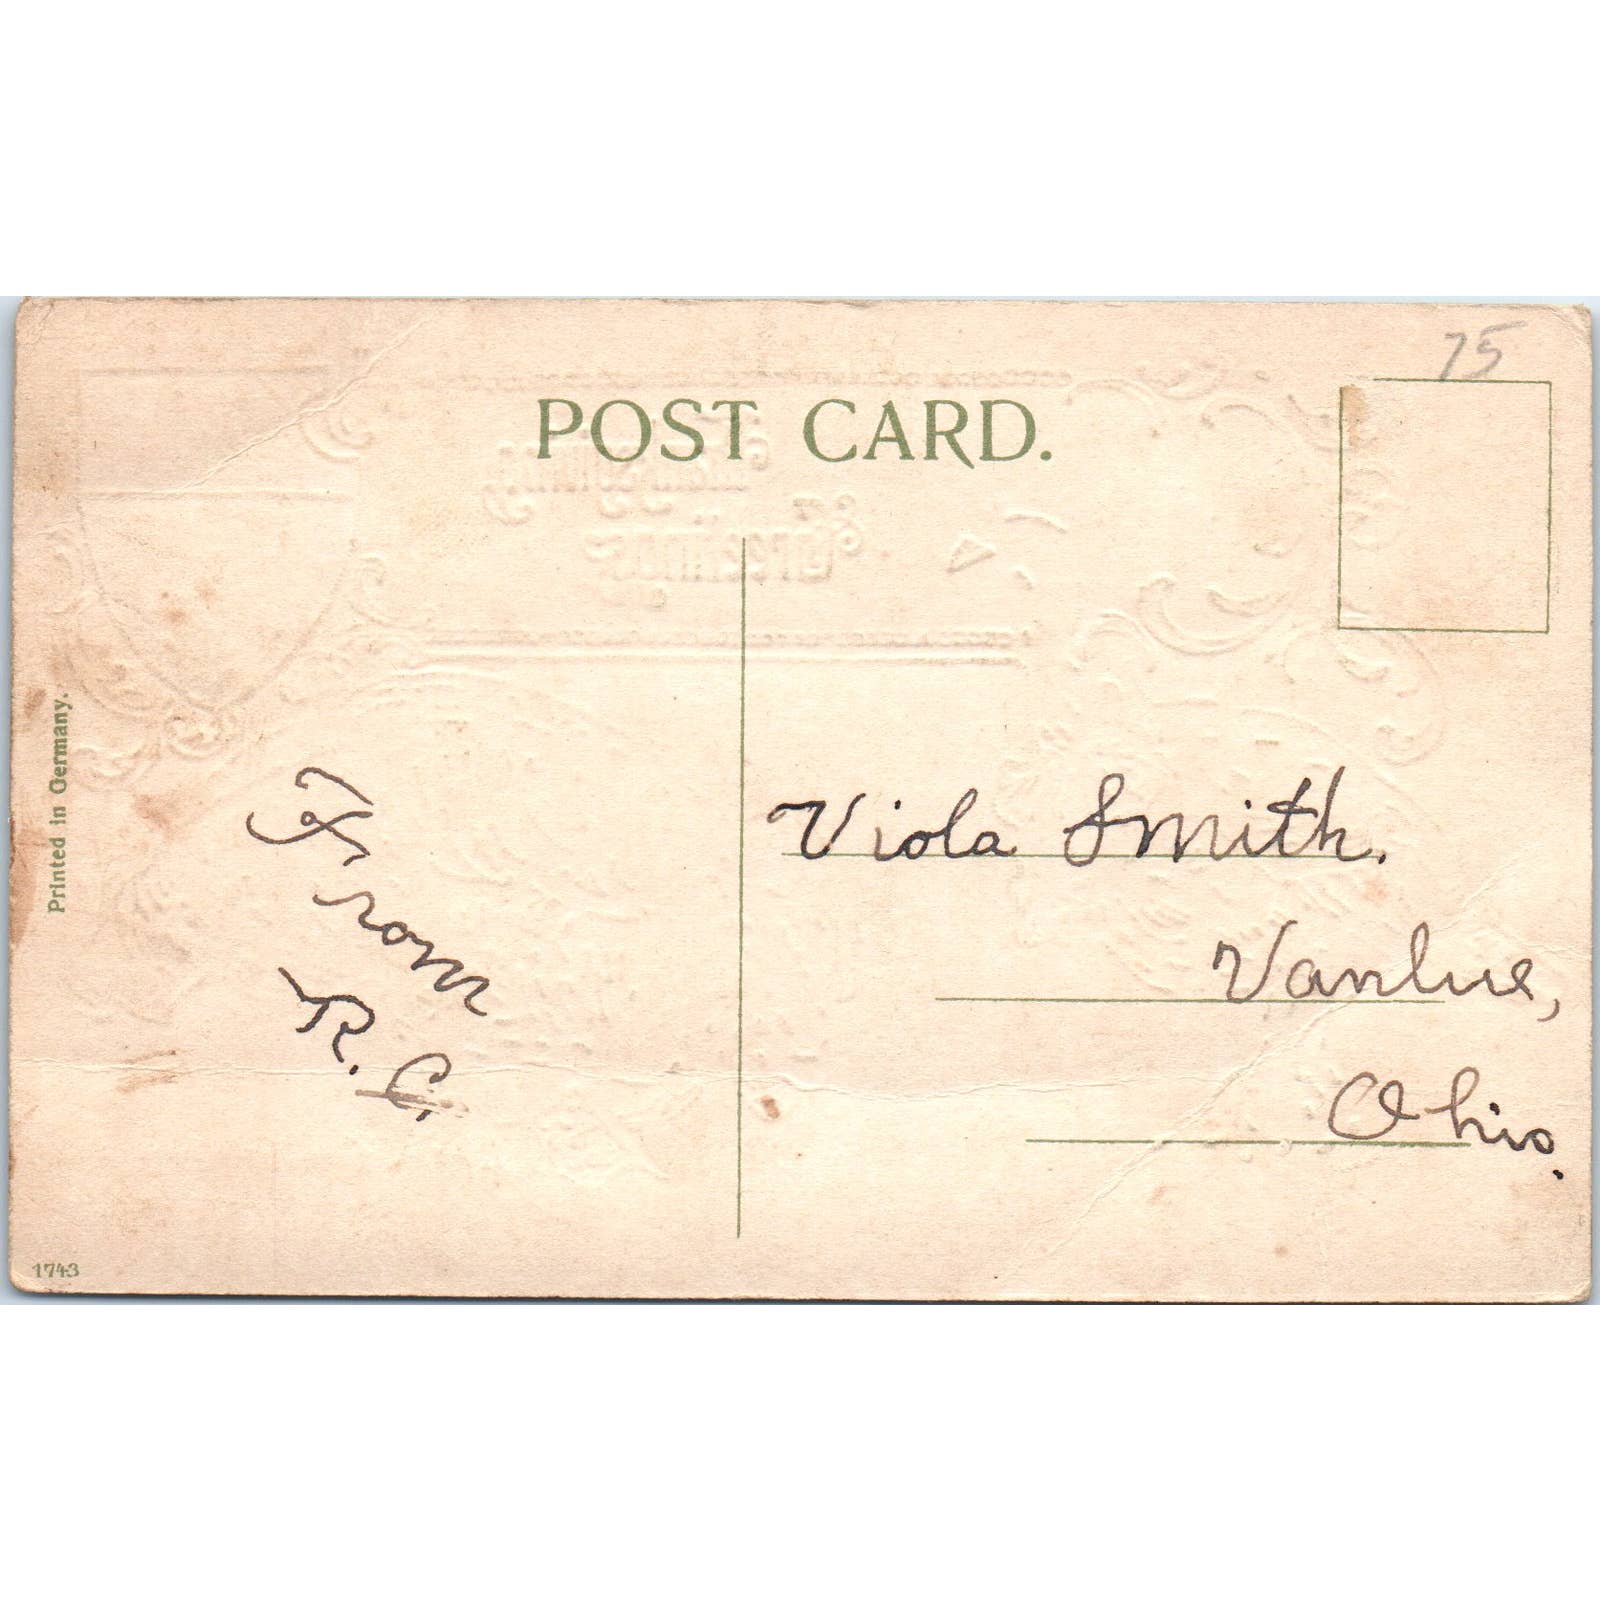 75
POST CARD.
Printed in Germany.
From
R.C.
Viola Smith.
Vanlue,
Ohio.
1743